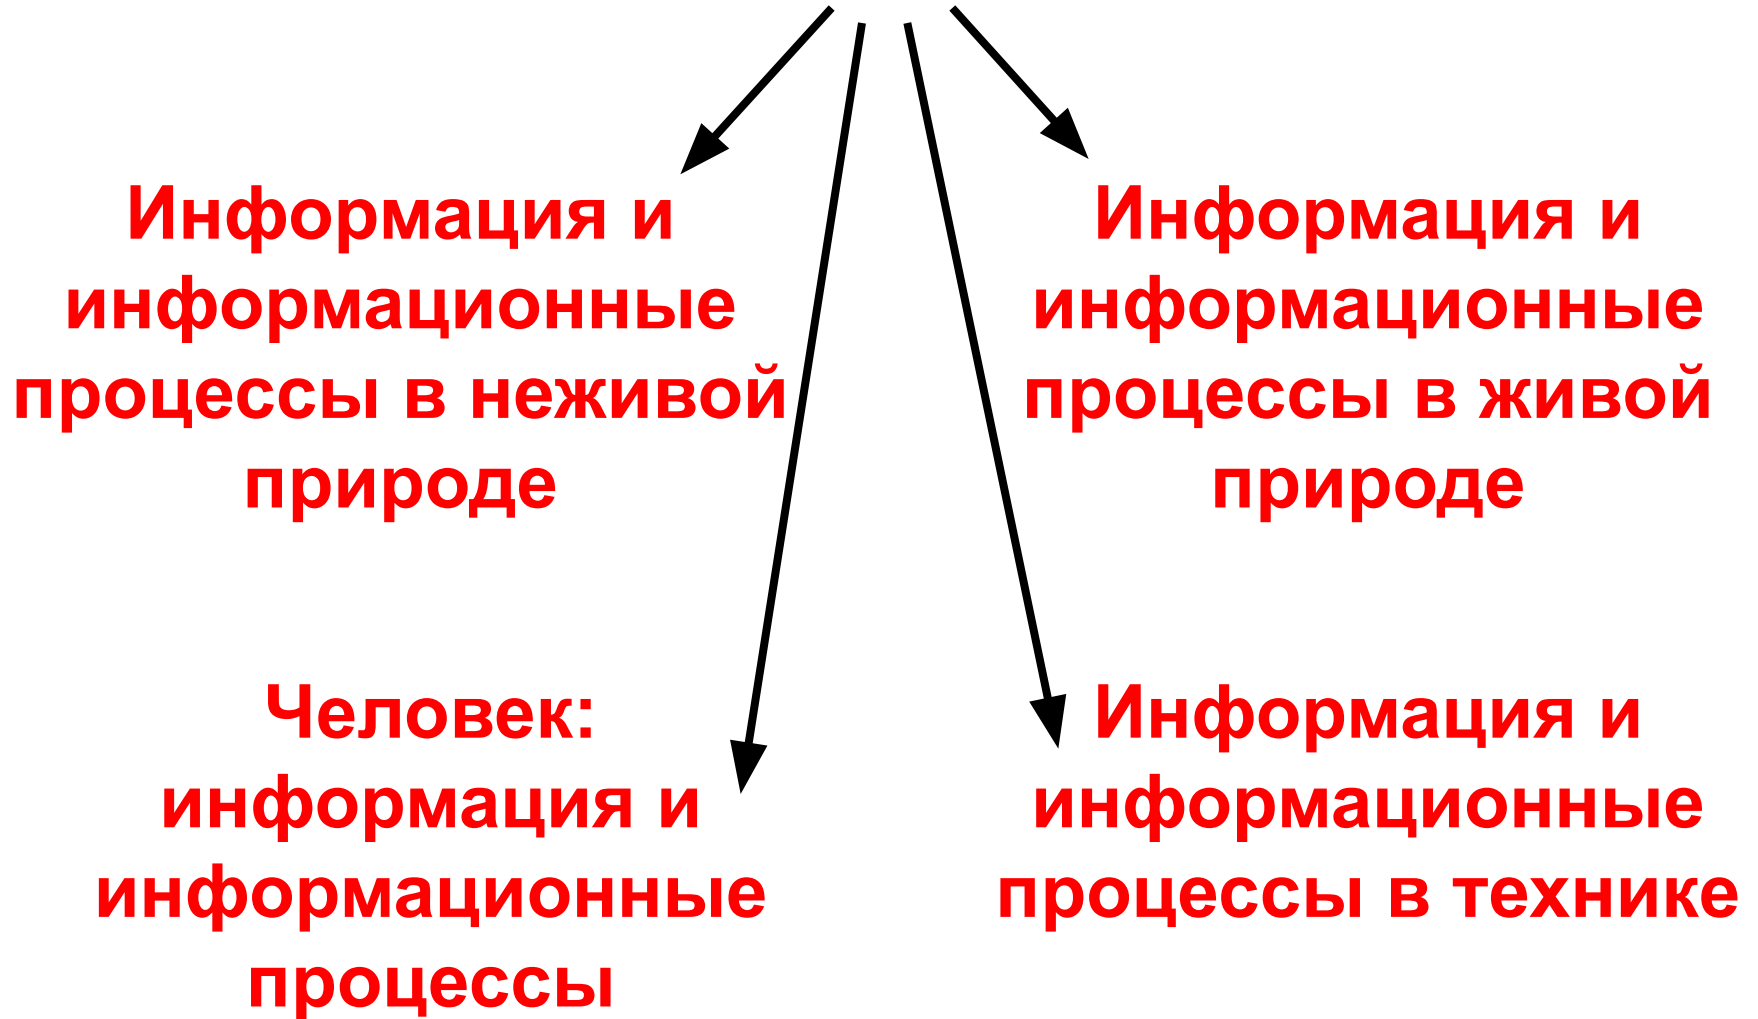 Информация и
информационные
процессы в неживой
природе
Информация и
информационные
процессы в живой
природе
Человек:
информация и
информационные
процессы
Информация и
информационные
процессы в технике